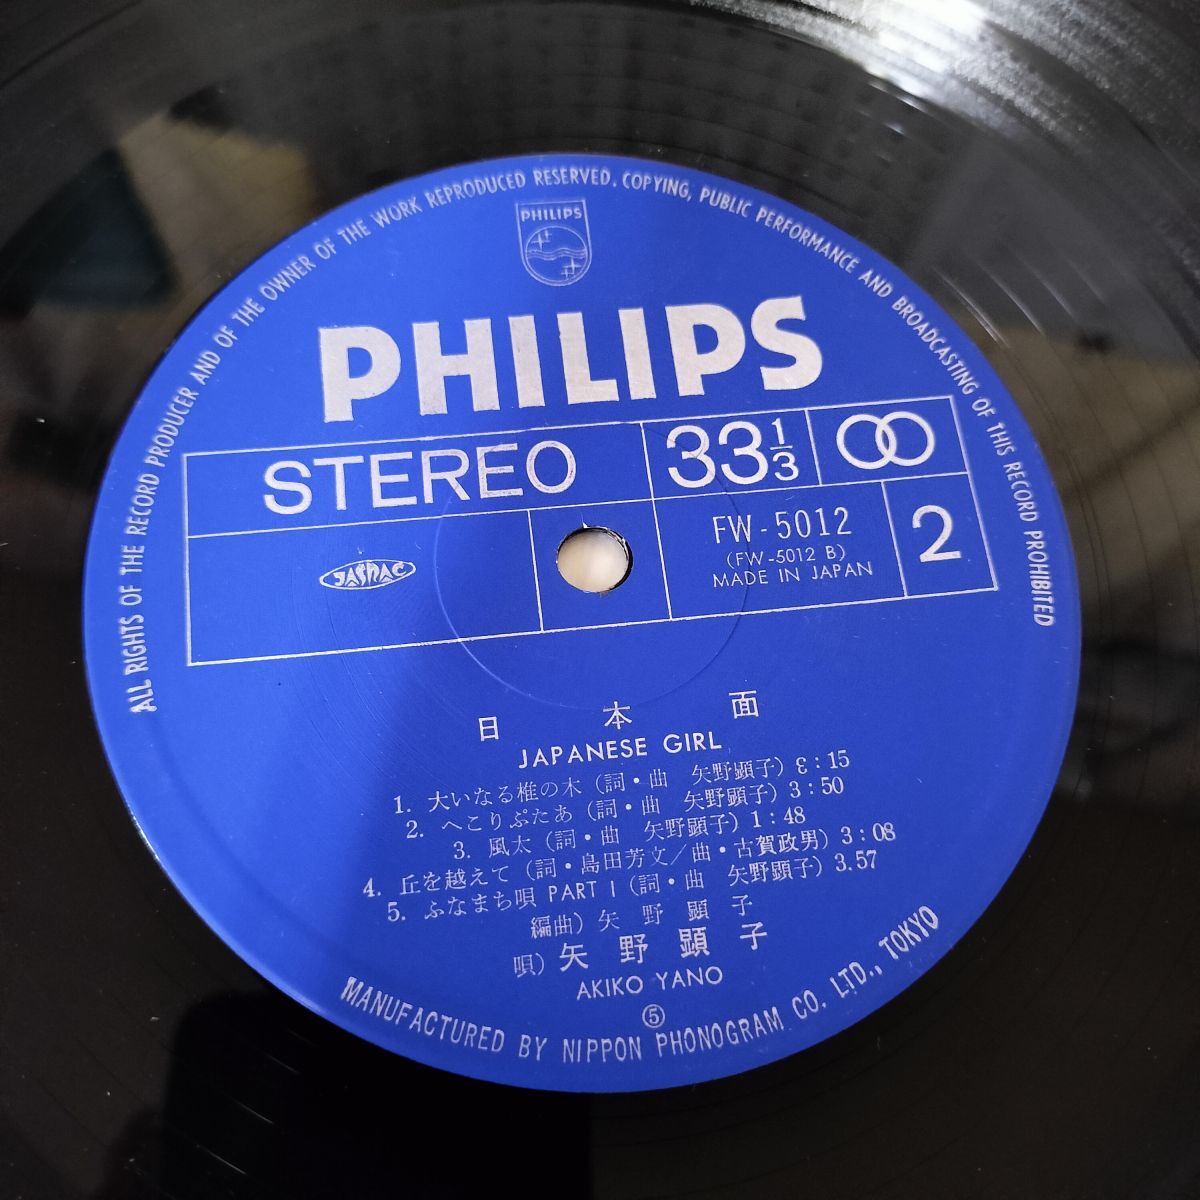 ALL RIGHTS OF THE RECORD PRODUCER AND OF THE OWNER OF THE WORK REPRODUCED RESERVED. COPYING, PUBLIC PERFORMANCE AND BROADCASTING OF THIS RECORD PROHIBITED
PHILIPS
PHILIPS
STEREO 33 1/3
JASRAC
FW-5012
(FW-5012 B)
MADE IN JAPAN
2
日本面
JAPANESE GIRL
1. 大いなる椎の木 (詞・曲 矢野顕子) 3:15
2. へこりぷたあ (詞・曲 矢野顕子) 3:50
3. 風太 (詞・曲 矢野顕子) 1:48
4. 丘を越えて (詞・島田芳文/曲・古賀政男) 3:08
5. ふなまち唄 PART I (詞・曲 矢野顕子) 3.57
編曲) 矢野顕子
唄) 矢野顕子
AKIKO YANO
⑤
MANUFACTURED BY NIPPON PHONOGRAM CO. LTD., TOKYO